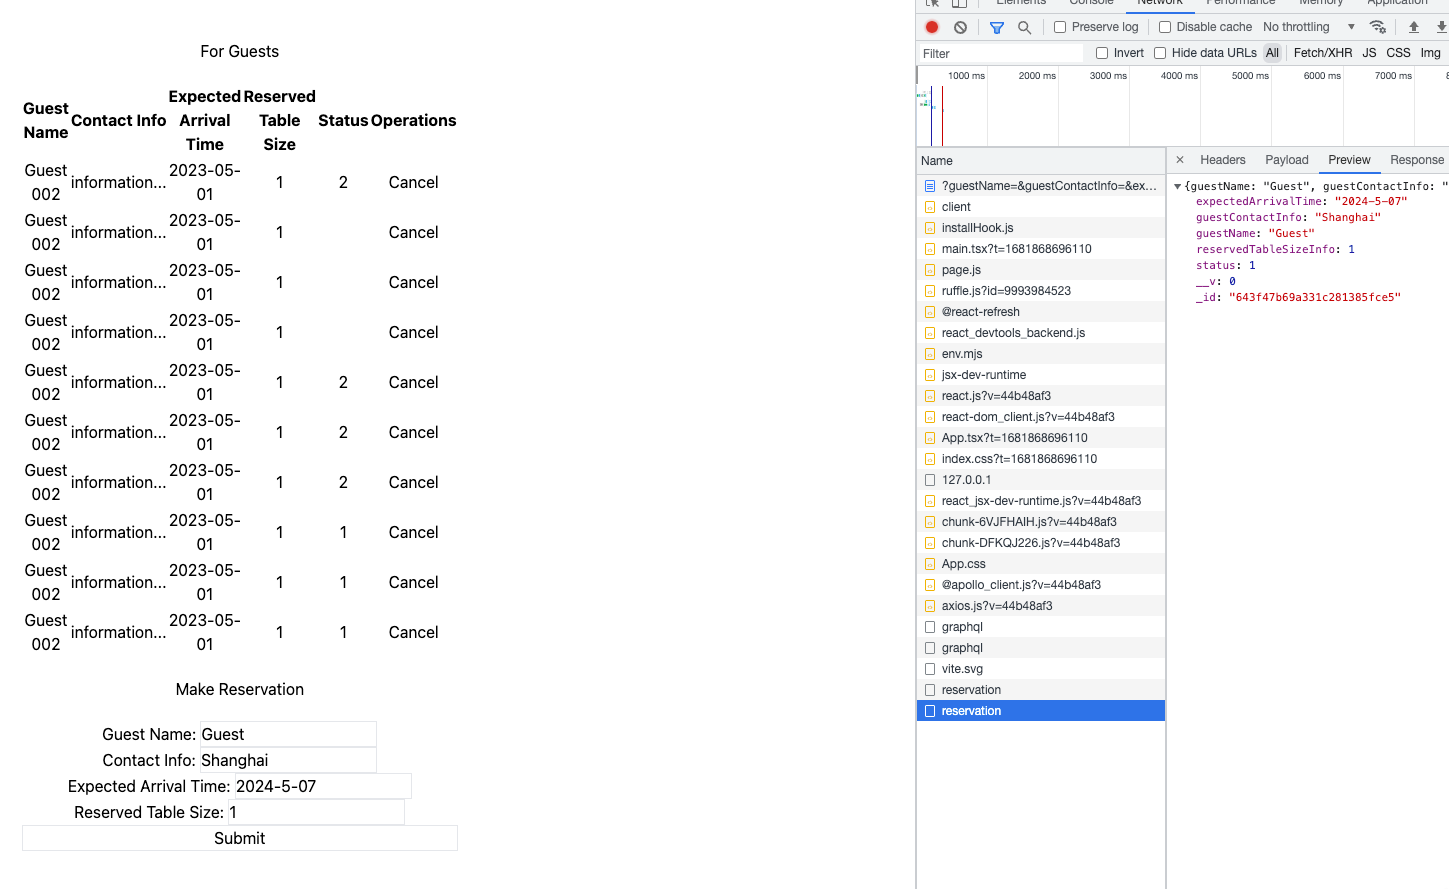 For Guests
Guest Name Contact Info Expected Arrival Time Reserved Table Size Status Operations
Guest 002 information... 2023-05-01 1 2 Cancel
Guest 002 information... 2023-05-01 1 Cancel
Guest 002 information... 2023-05-01 1 Cancel
Guest 002 information... 2023-05-01 1 Cancel
Guest 002 information... 2023-05-01 1 2 Cancel
Guest 002 information... 2023-05-01 1 2 Cancel
Guest 002 information... 2023-05-01 1 2 Cancel
Guest 002 information... 2023-05-01 1 1 Cancel
Guest 002 information... 2023-05-01 1 1 Cancel
Guest 002 information... 2023-05-01 1 1 Cancel
Make Reservation
Guest Name: Guest
Contact Info: Shanghai
Expected Arrival Time: 2024-5-07
Reserved Table Size: 1
Submit
Elements Console Network Performance Memory Application
Preserve log Disable cache No throttling
Filter Invert Hide data URLs All Fetch/XHR JS CSS Img
1000 ms 2000 ms 3000 ms 4000 ms 5000 ms 6000 ms 7000 ms 8
Name
?guestName=&guestContactInfo=&ex...
client
installHook.js
main.tsx?t=1681868696110
page.js
ruffle.js?id=9993984523
@react-refresh
react_devtools_backend.js
env.mjs
jsx-dev-runtime
react.js?v=44b48af3
react-dom_client.js?v=44b48af3
App.tsx?t=1681868696110
index.css?t=1681868696110
127.0.0.1
react_jsx-dev-runtime.js?v=44b48af3
chunk-6VJFHAIH.js?v=44b48af3
chunk-DFKQJ226.js?v=44b48af3
App.css
@apollo_client.js?v=44b48af3
axios.js?v=44b48af3
graphql
graphql
vite.svg
reservation
reservation
× Headers Payload Preview Response
{guestName: "Guest", guestContactInfo: "
expectedArrivalTime: "2024-5-07"
guestContactInfo: "Shanghai"
guestName: "Guest"
reservedTableSizeInfo: 1
status: 1
__v: 0
_id: "643f47b69a331c281385fce5"